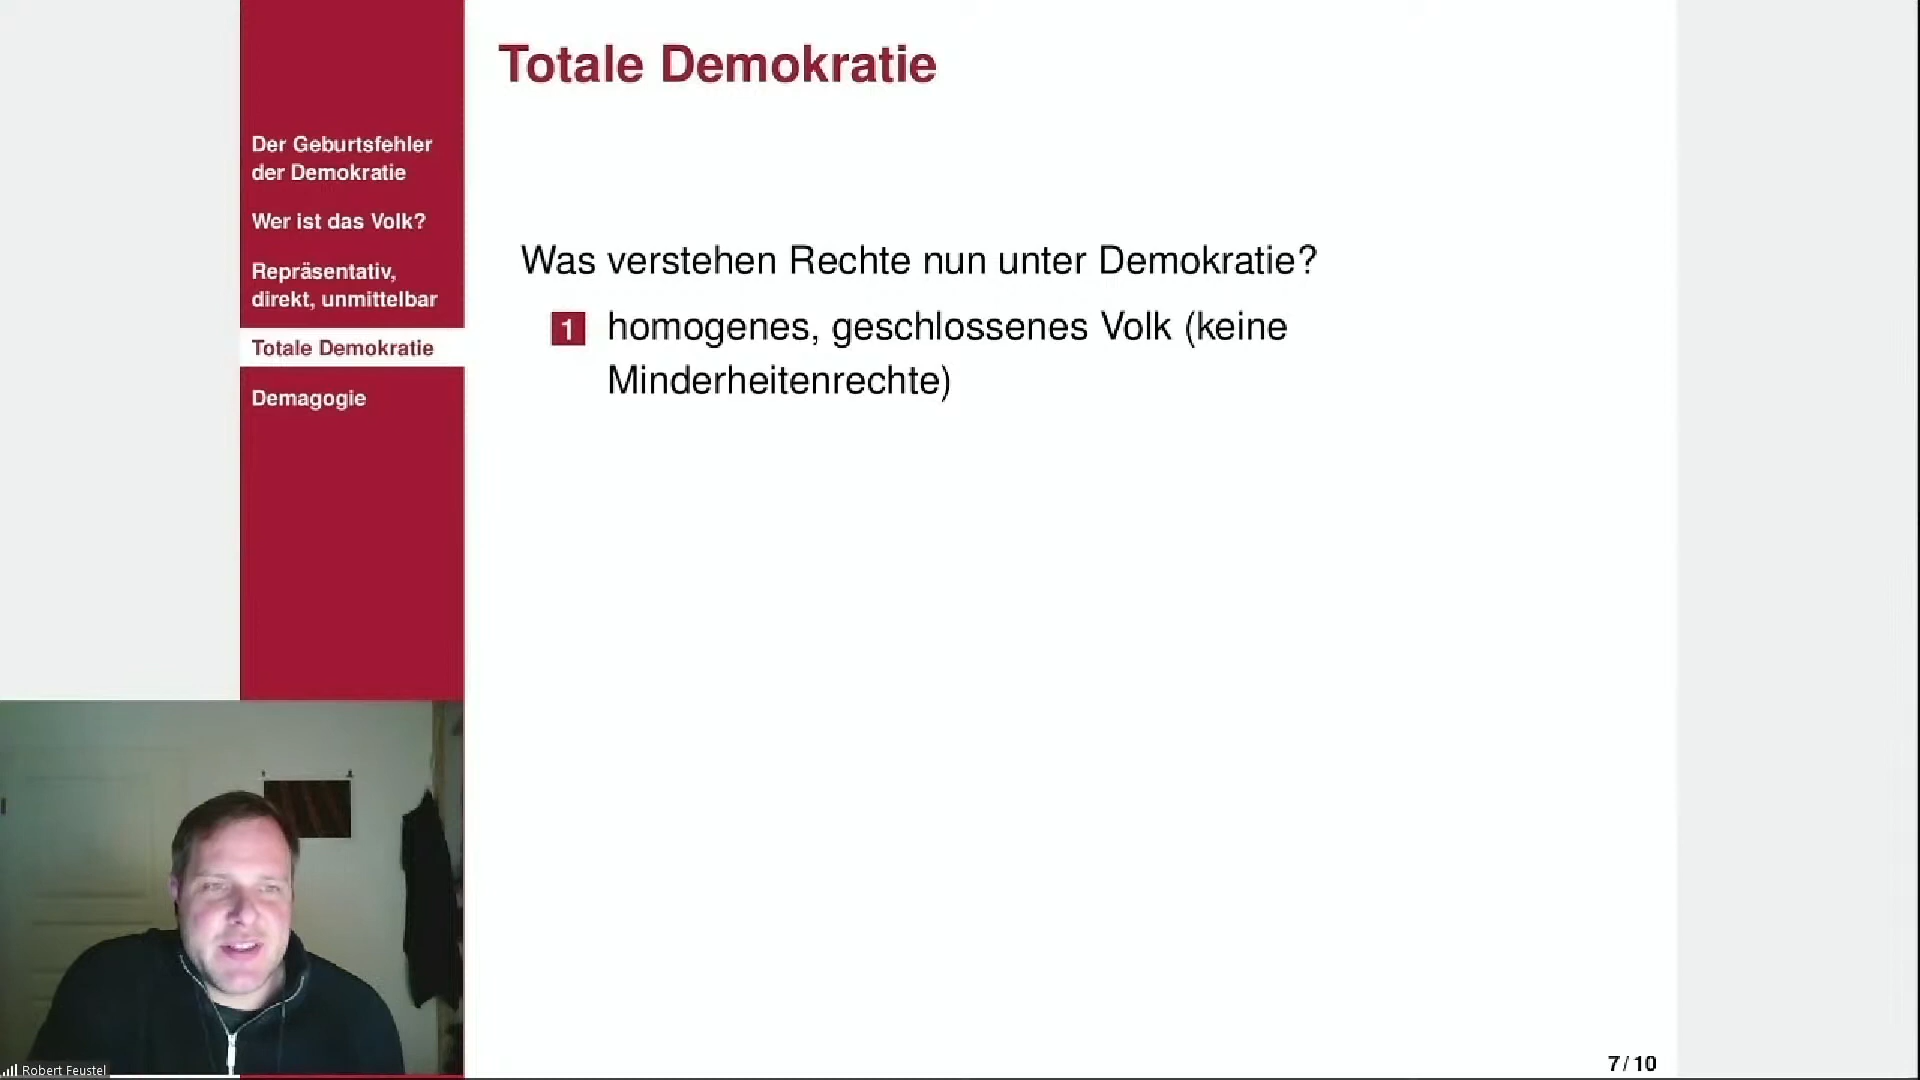 Totale Demokratie
Der Geburtsfehler
der Demokratie
Wer ist das Volk?
Repräsentativ,
direkt, unmittelbar
Totale Demokratie
Demagogie
Was verstehen Rechte nun unter Demokratie?
1 homogenes, geschlossenes Volk (keine
Minderheitenrechte)
Robert Feustel
7 / 10